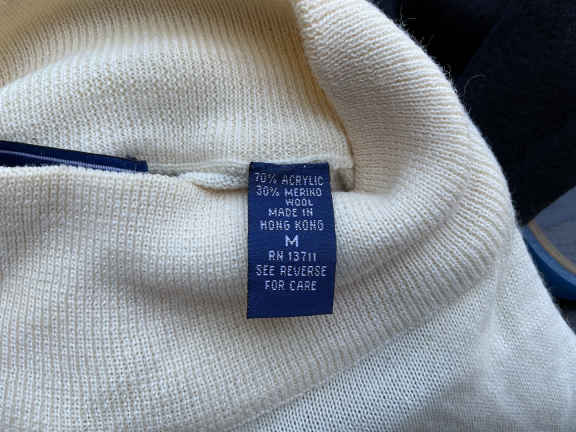 70% ACRYLIC
30% MERINO
WOOL
MADE IN
HONG KONG
M
RN 13711
SEE REVERSE
FOR CARE